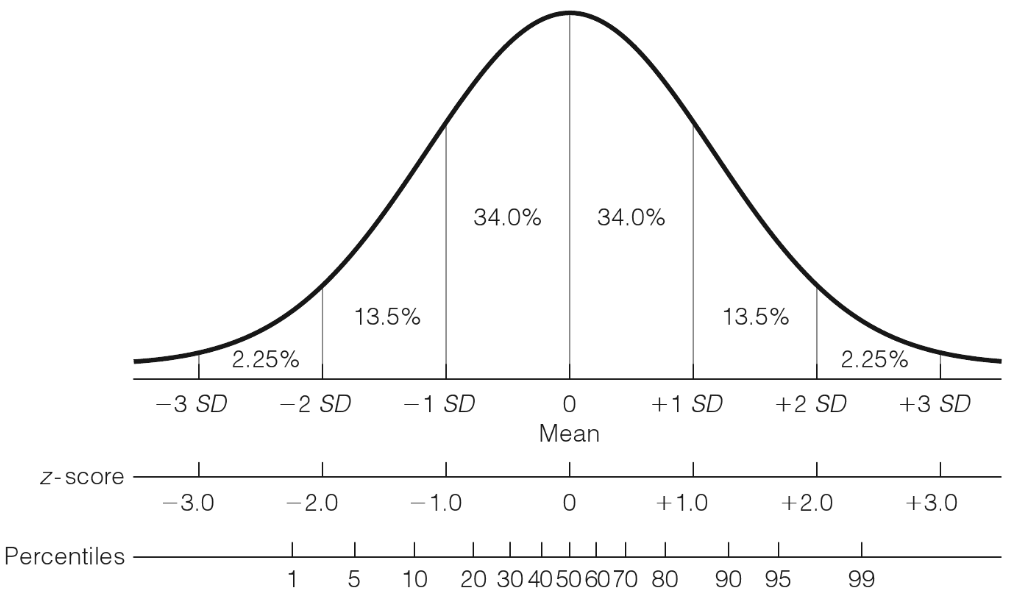 34.0% 34.0%
13.5% 13.5%
2.25% 2.25%
−3 SD −2 SD −1 SD 0 +1 SD +2 SD +3 SD
Mean
z-score
−3.0 −2.0 −1.0 0 +1.0 +2.0 +3.0
Percentiles
1 5 10 20 30 40 50 60 70 80 90 95 99